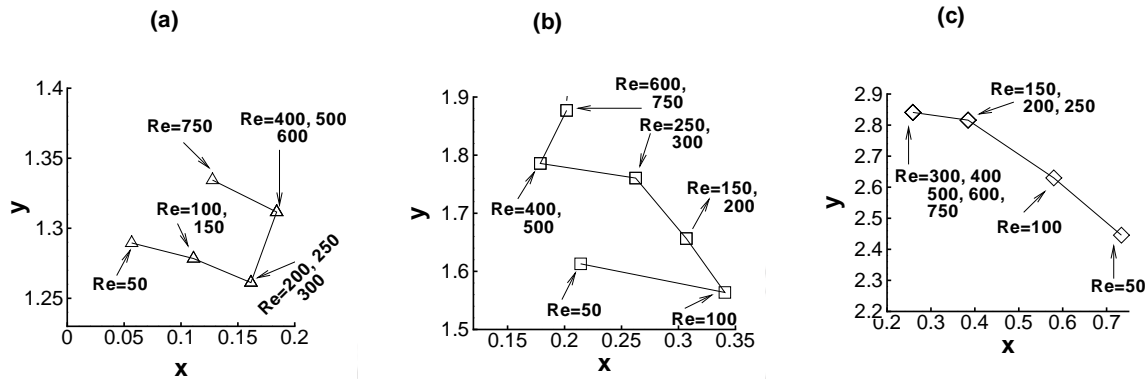 (a)
1.4
1.35
1.3
1.25
y
0
0.05
0.1
0.15
0.2
x
Re=750
Re=400, 500
600
Re=100,
150
Re=50
Re=200, 250
300
(b)
1.9
1.8
1.7
1.6
1.5
y
0.15
0.2
0.25
0.3
0.35
x
Re=600,
750
Re=250,
300
Re=400,
500
Re=150,
200
Re=50
Re=100
(c)
2.9
2.8
2.7
2.6
2.5
2.4
2.3
2.2
y
0.2
0.3
0.4
0.5
0.6
0.7
x
Re=150,
200, 250
Re=300, 400
500, 600,
750
Re=100
Re=50